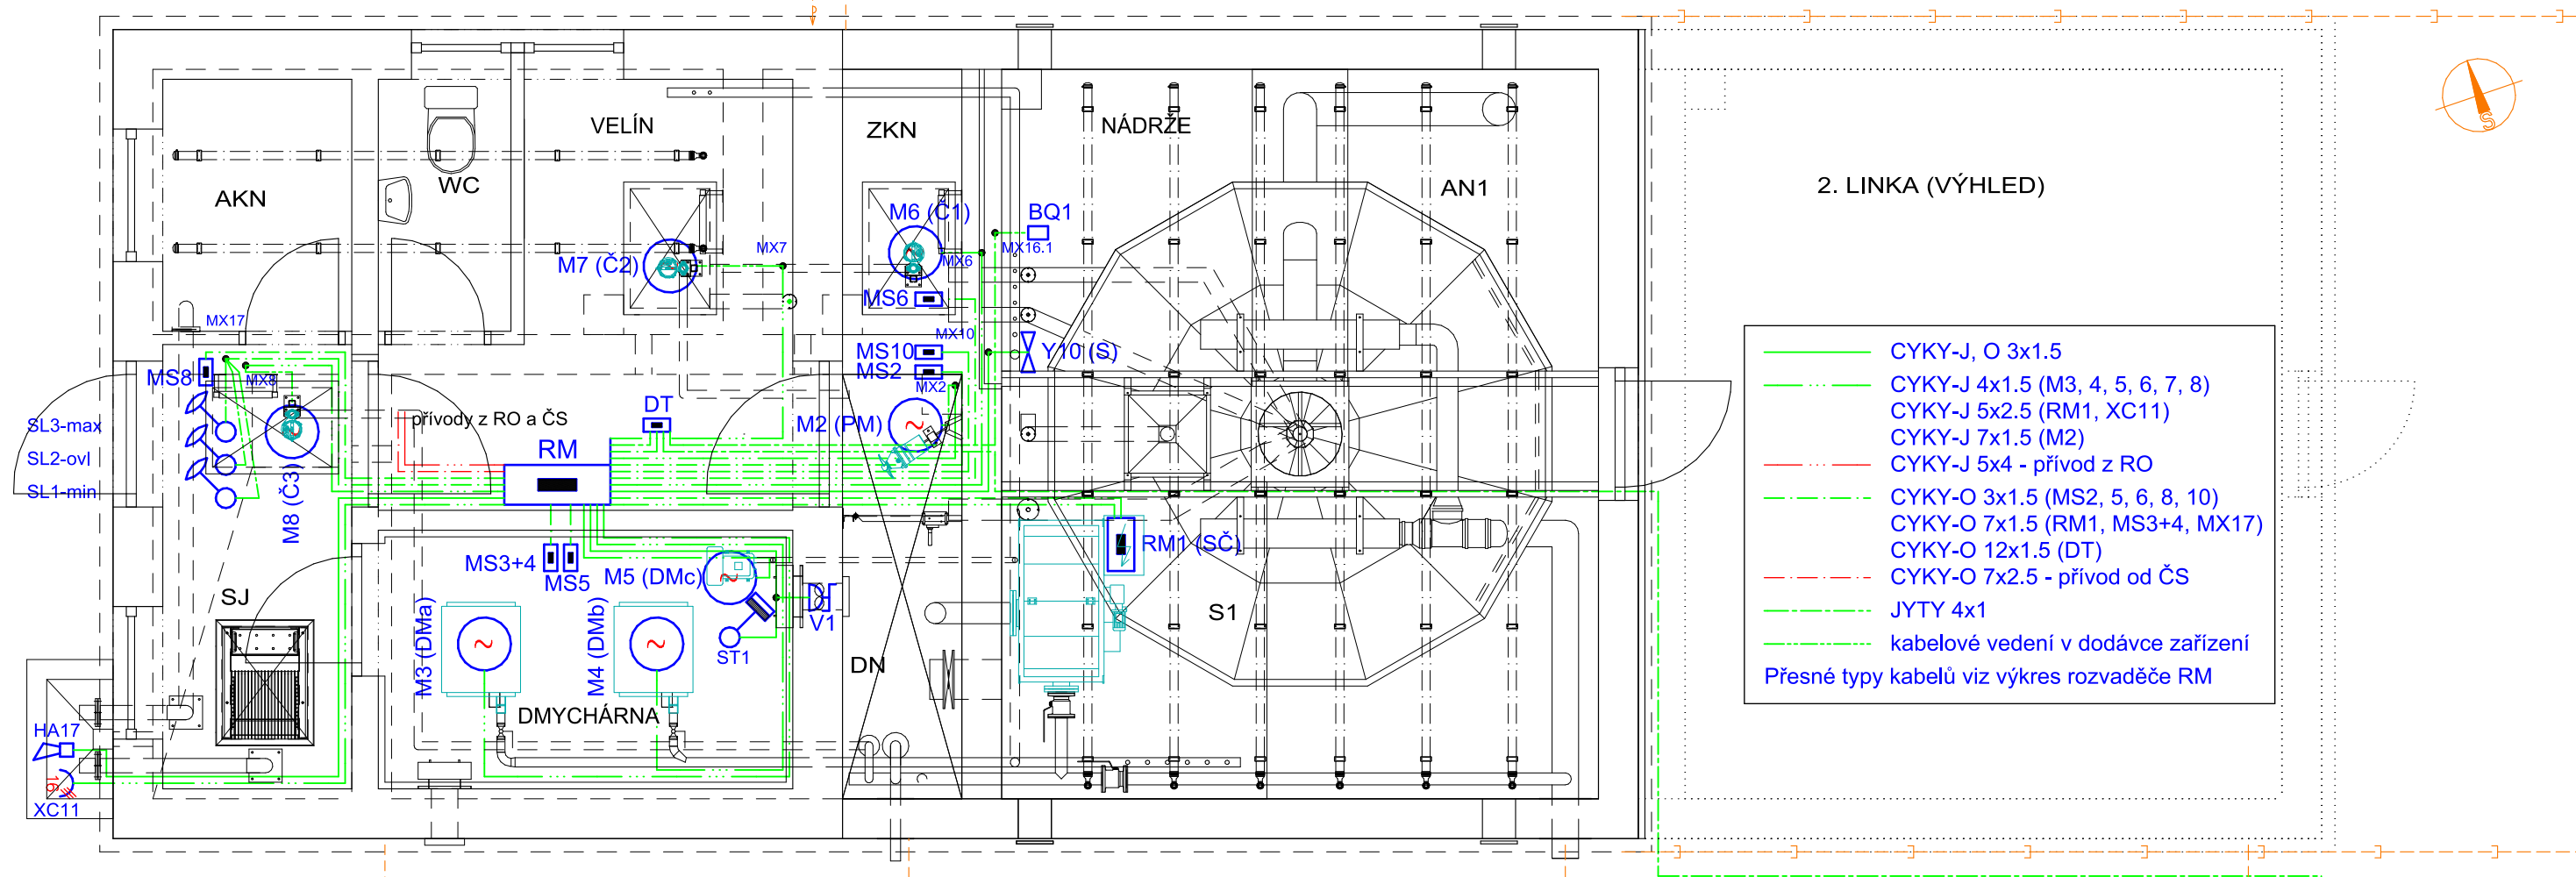 VELÍN
ZKN
NÁDRŽE
AKN
WC
AN1
2. LINKA (VÝHLED)
S
M6 (Č1)
BQ1
MX7
MX6
MX16.1
M7 (Č2)
MS6
MX17
MX10
MS10
Y10 (S)
MS8
MX8
MS2
MX2
DT
přívody z RO a ČS
SL3-max
SL2-ovl
SL1-min
M2 (PM)
RM
M8 (Č3)
MS3+4
MS5
M5 (DMc)
RM1 (SČ)
SJ
V1
S1
M3 (DMa)
M4 (DMb)
ST1
DN
DMYCHÁRNA
HA17
16
XC11
CYKY-J, O 3x1.5
CYKY-J 4x1.5 (M3, 4, 5, 6, 7, 8)
CYKY-J 5x2.5 (RM1, XC11)
CYKY-J 7x1.5 (M2)
CYKY-J 5x4 - přívod z RO
CYKY-O 3x1.5 (MS2, 5, 6, 8, 10)
CYKY-O 7x1.5 (RM1, MS3+4, MX17)
CYKY-O 12x1.5 (DT)
CYKY-O 7x2.5 - přívod od ČS
JYTY 4x1
kabelové vedení v dodávce zařízení
Přesné typy kabelů viz výkres rozvaděče RM